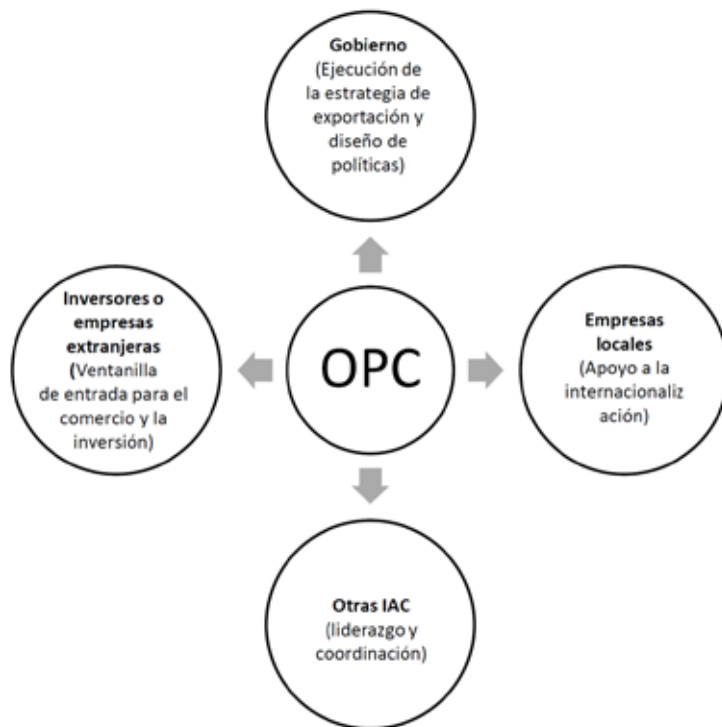 Gobierno
(Ejecución de
la estrategia de
exportación y
diseño de
políticas)
Inversores o
empresas
extranjeras
(Ventanilla
de entrada para el
comercio y la
inversión)
OPC
Empresas
locales
(Apoyo a la
internacionaliz
ación)
Otras IAC
(liderazgo y
coordinación)